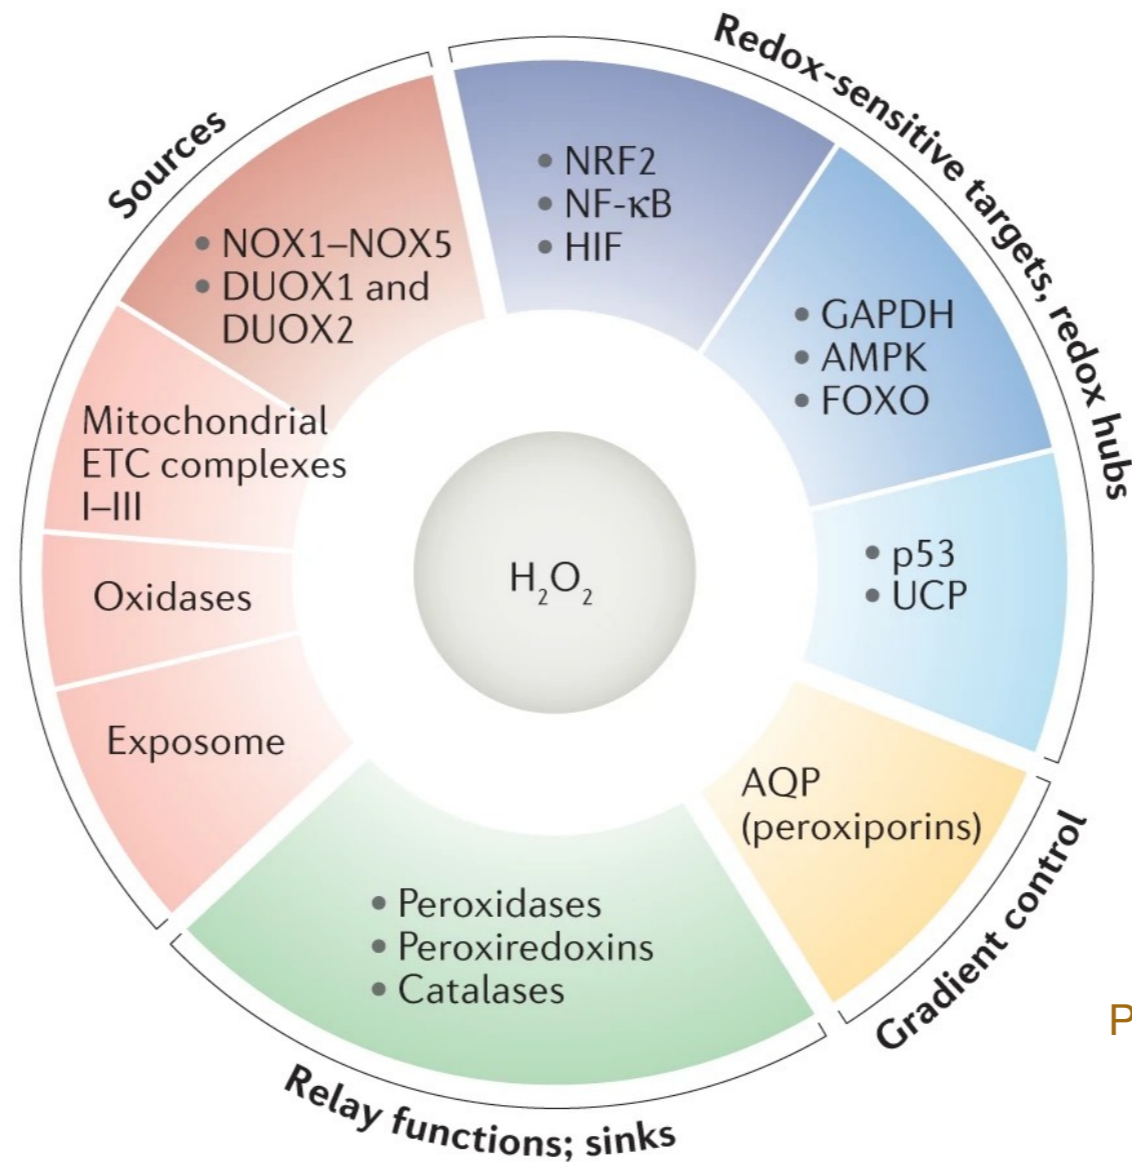 Redox-sensitive targets, redox hubs
Sources
• NRF2
• NF-κB
• HIF
• NOX1–NOX5
• DUOX1 and
DUOX2
• GAPDH
• AMPK
• FOXO
Mitochondrial
ETC complexes
I–III
• p53
• UCP
H₂O₂
Oxidases
Exposome
AQP
(peroxiporins)
Gradient control
• Peroxidases
• Peroxiredoxins
• Catalases
P
Relay functions; sinks